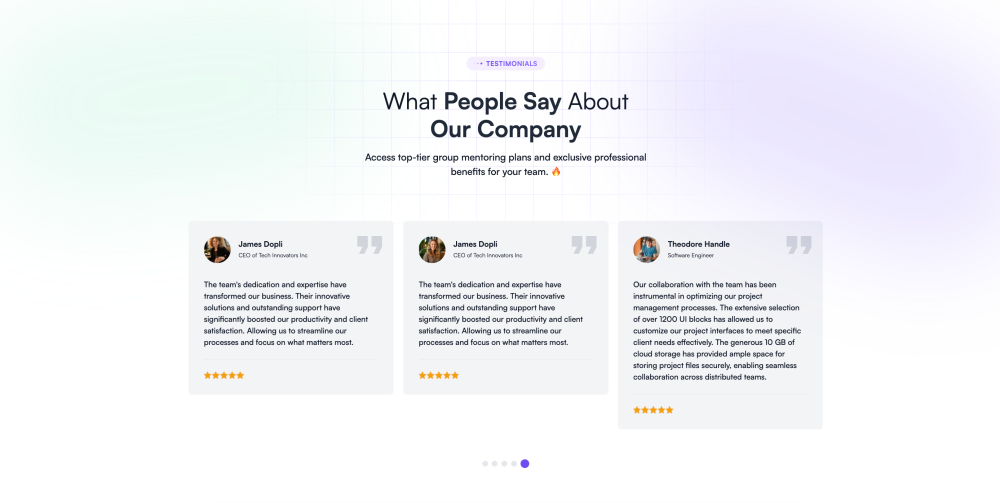 TESTIMONIALS
What People Say About
Our Company
Access top-tier group mentoring plans and exclusive professional
benefits for your team. 🔥
James Dopli
CEO of Tech Innovators Inc
The team's dedication and expertise have
transformed our business. Their innovative
solutions and outstanding support have
significantly boosted our productivity and client
satisfaction. Allowing us to streamline our
processes and focus on what matters most.
James Dopli
CEO of Tech Innovators Inc
The team's dedication and expertise have
transformed our business. Their innovative
solutions and outstanding support have
significantly boosted our productivity and client
satisfaction. Allowing us to streamline our
processes and focus on what matters most.
Theodore Handle
Software Engineer
Our collaboration with the team has been
instrumental in optimizing our project
management processes. The extensive selection
of over 1200 UI blocks has allowed us to
customize our project interfaces to meet specific
client needs effectively. The generous 10 GB of
cloud storage has provided ample space for
storing project files securely, enabling seamless
collaboration across distributed teams.